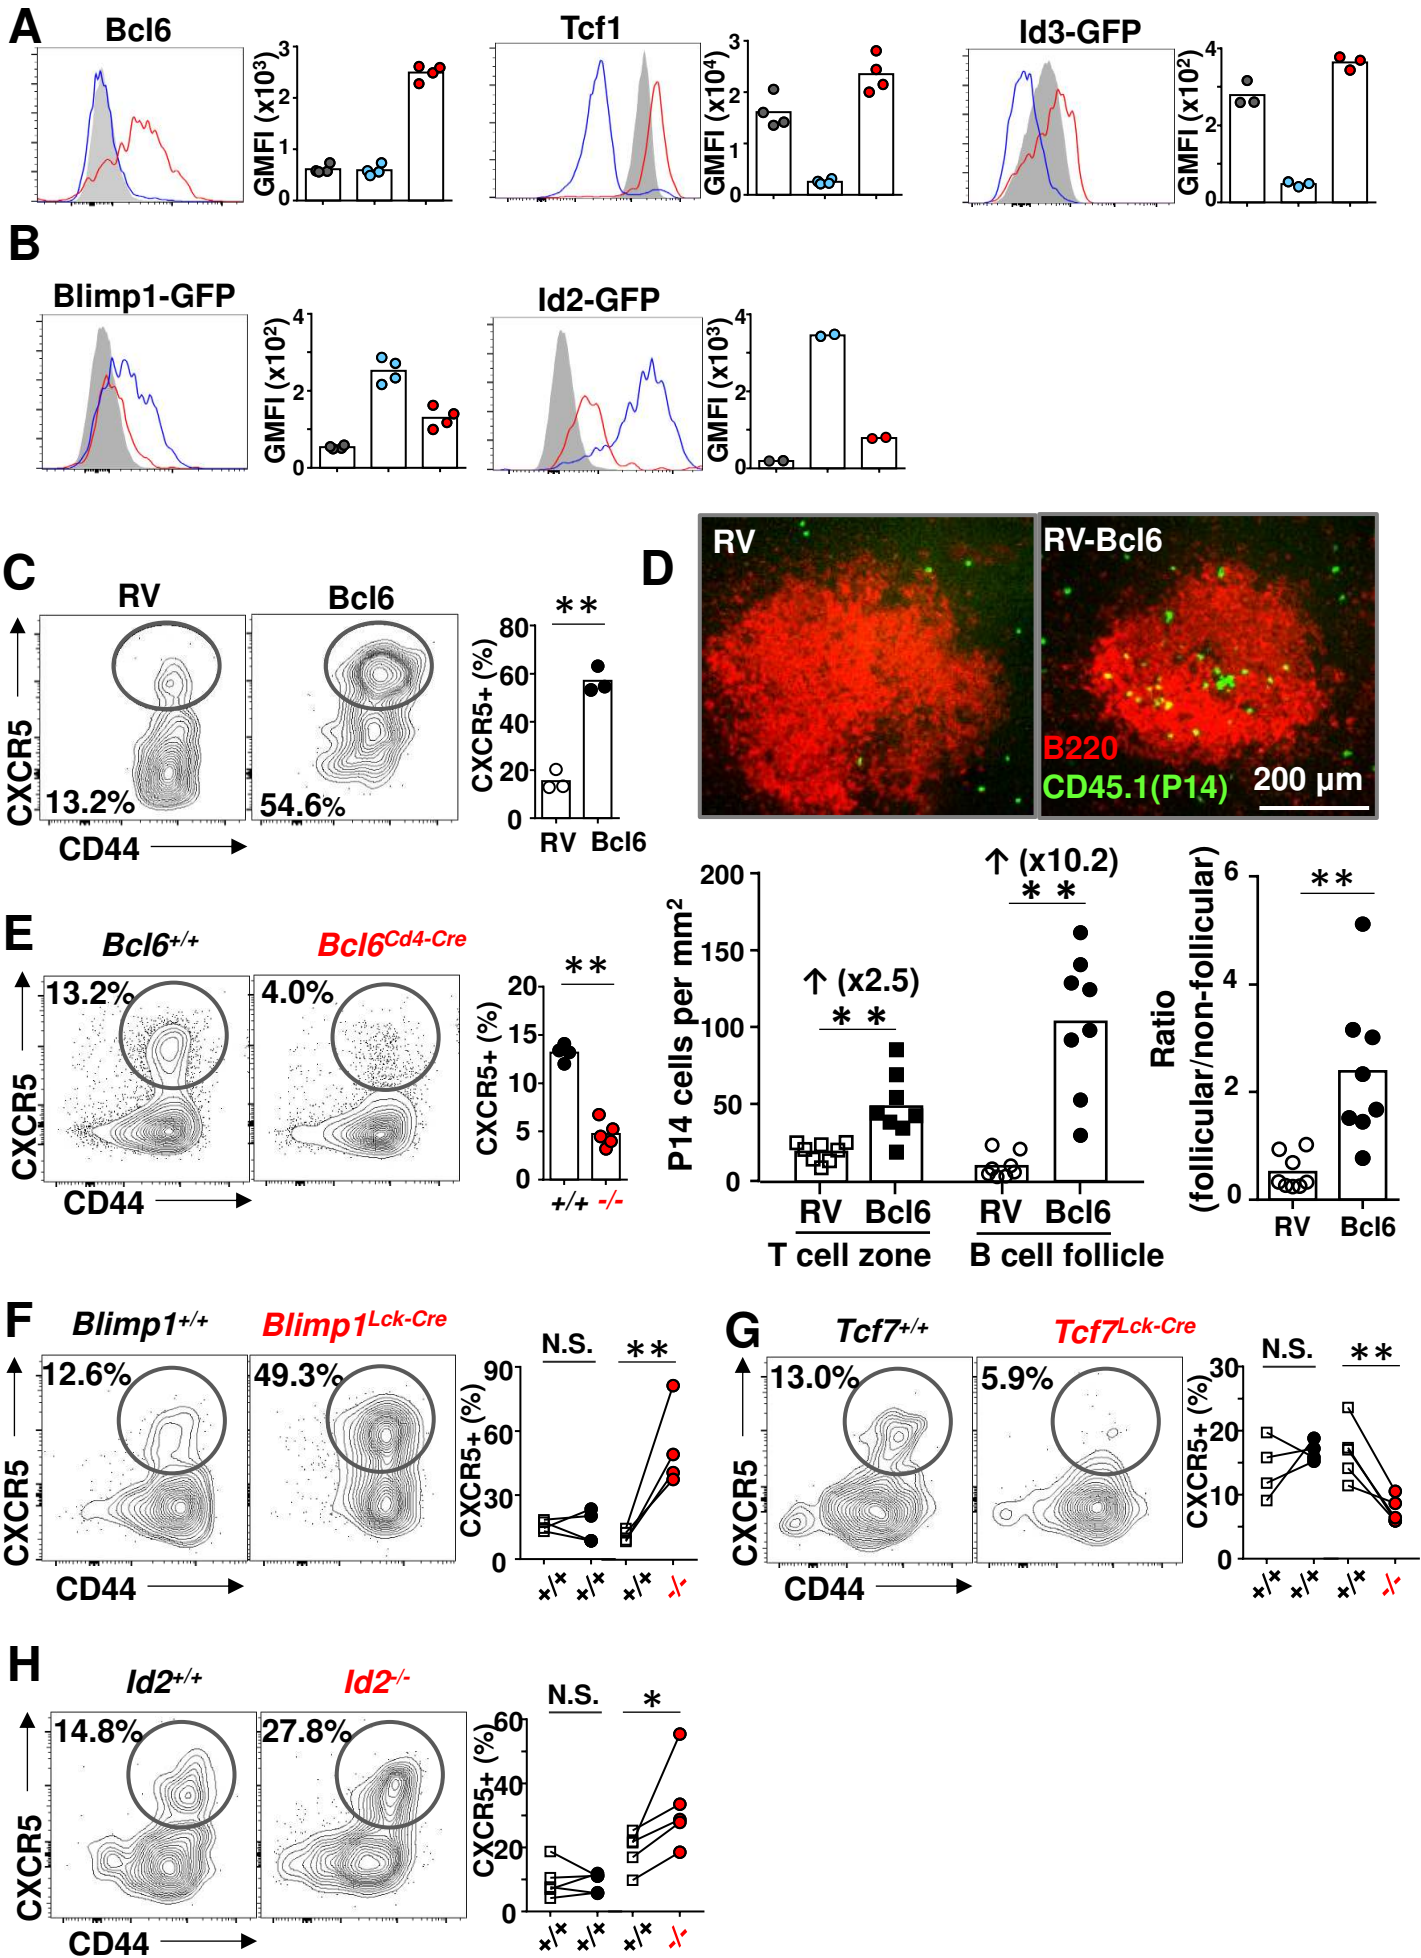 A
Bcl6
GMFI (x10³)
3
2
1
0
Tcf1
GMFI (x10⁴)
3
2
1
0
Id3-GFP
GMFI (x10²)
4
2
0
B
Blimp1-GFP
GMFI (x10²)
4
2
0
Id2-GFP
GMFI (x10³)
4
2
0
C
RV
Bcl6
CXCR5
13.2%
54.6%
CD44
**
CXCR5+ (%)
80
60
40
20
0
RV Bcl6
D
RV
RV-Bcl6
B220
CD45.1(P14)
200 µm
P14 cells per mm²
200
150
100
50
0
↑ (x2.5)
**
↑ (x10.2)
**
RV Bcl6 RV Bcl6
T cell zone B cell follicle
Ratio
(follicular/non-follicular)
6
4
2
0
**
RV Bcl6
E
Bcl6+/+
Bcl6Cd4-Cre
CXCR5
13.2%
4.0%
CD44
**
CXCR5+ (%)
20
15
10
5
0
+/+ -/-
F
Blimp1+/+
Blimp1Lck-Cre
CXCR5
12.6%
49.3%
CD44
N.S. **
CXCR5+ (%)
90
60
30
0
+/+ +/+ +/+ -/-
G
Tcf7+/+
Tcf7Lck-Cre
CXCR5
13.0%
5.9%
CD44
N.S. **
CXCR5+ (%)
30
20
10
0
+/+ +/+ +/+ -/-
H
Id2+/+
Id2-/-
CXCR5
14.8%
27.8%
CD44
N.S. *
CXCR5+ (%)
60
40
20
0
+/+ +/+ +/+ -/-